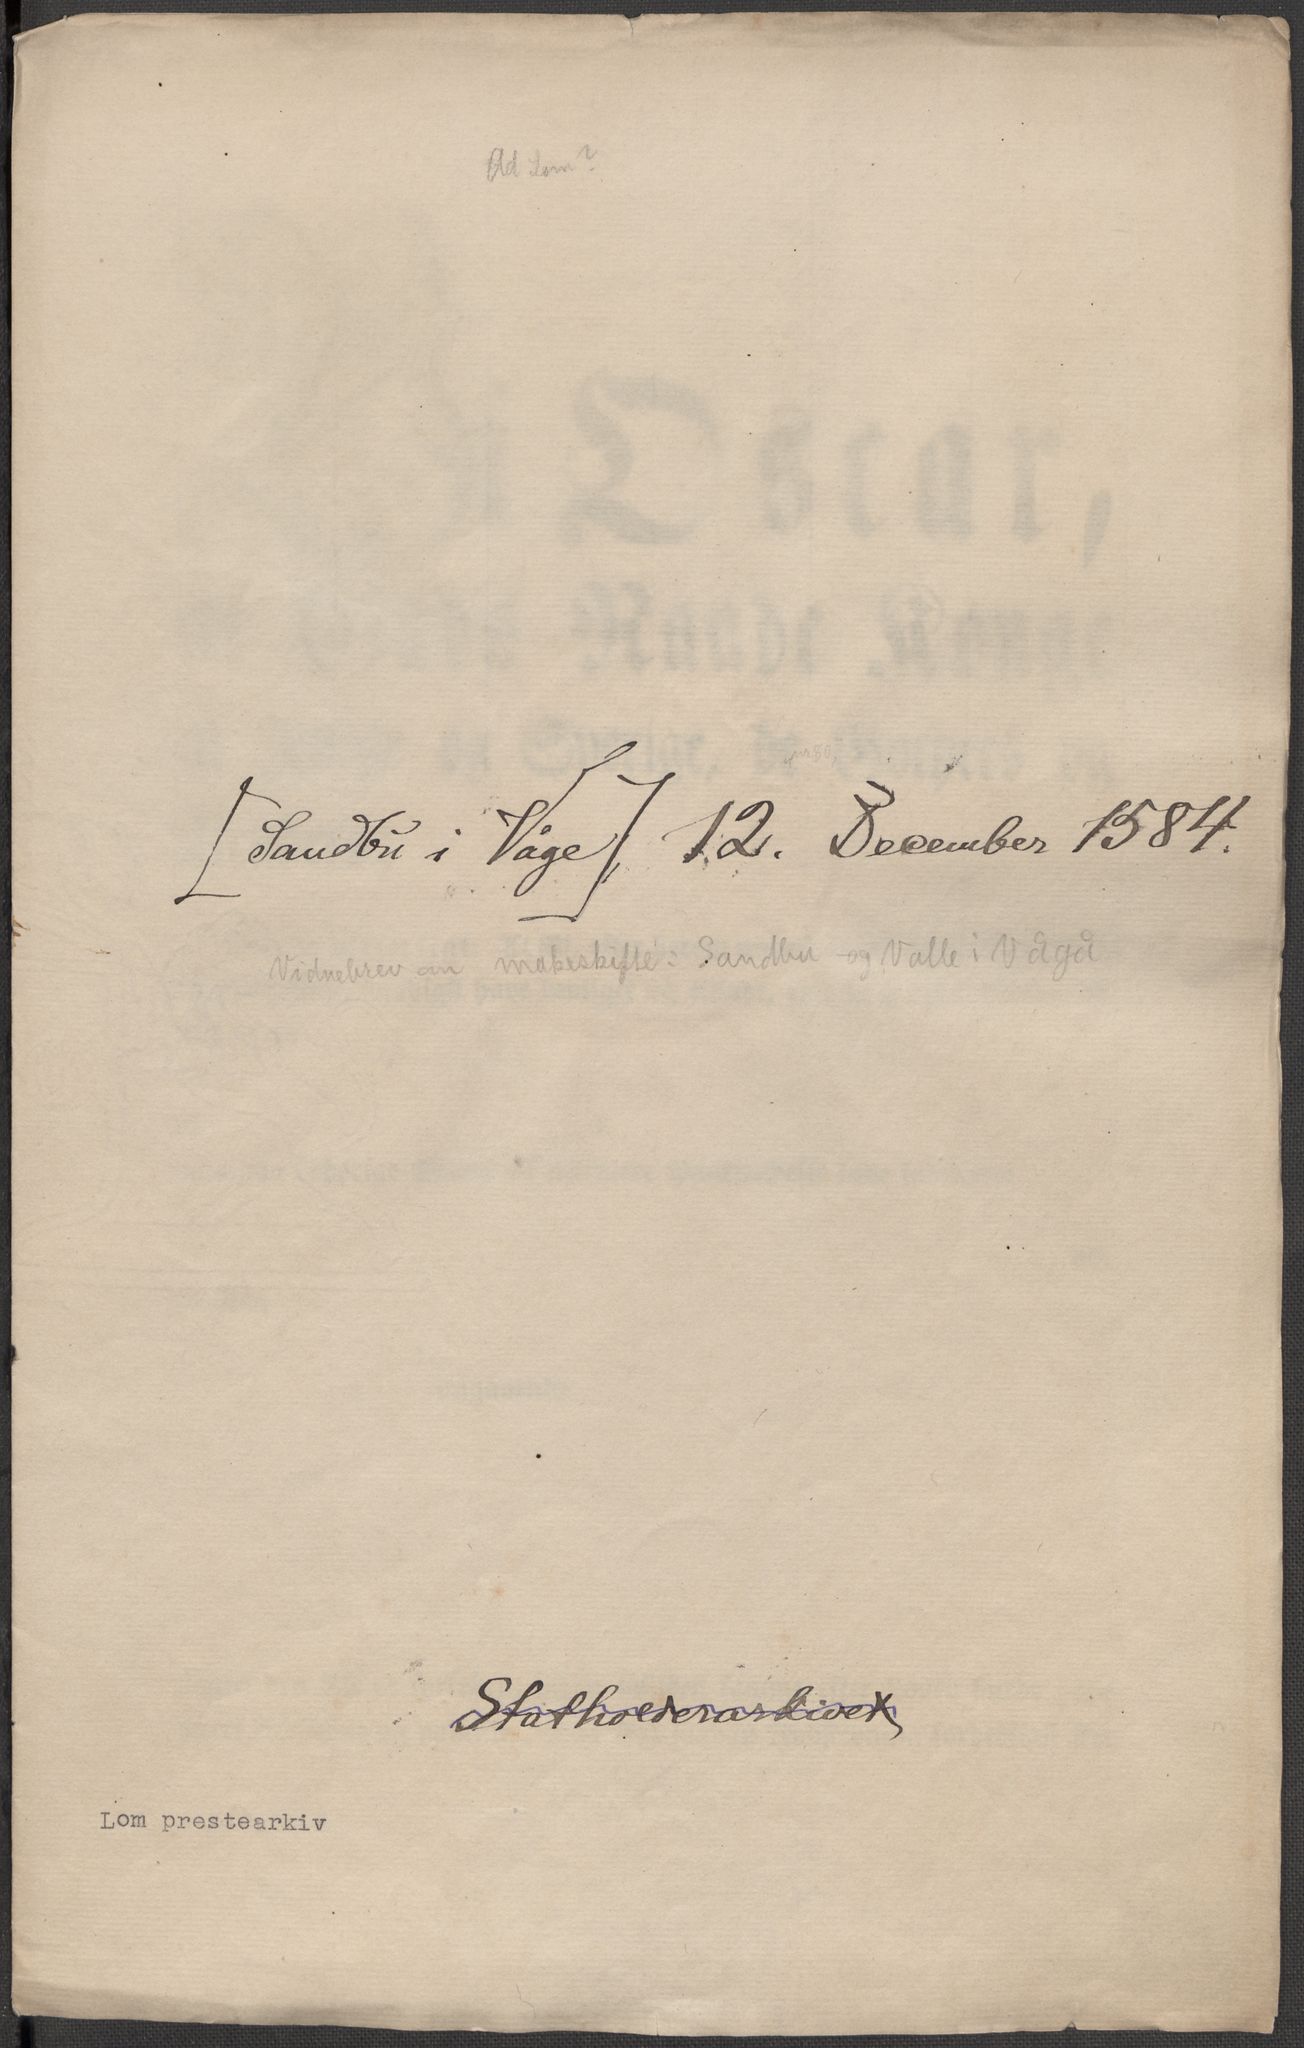 Ad Lom?
[Sandbu i Våge], 12. December 1584.
Vidnebrev om makeskifte: Sandbu og Valle i Vågå
Statholderarkivet
Lom prestearkiv